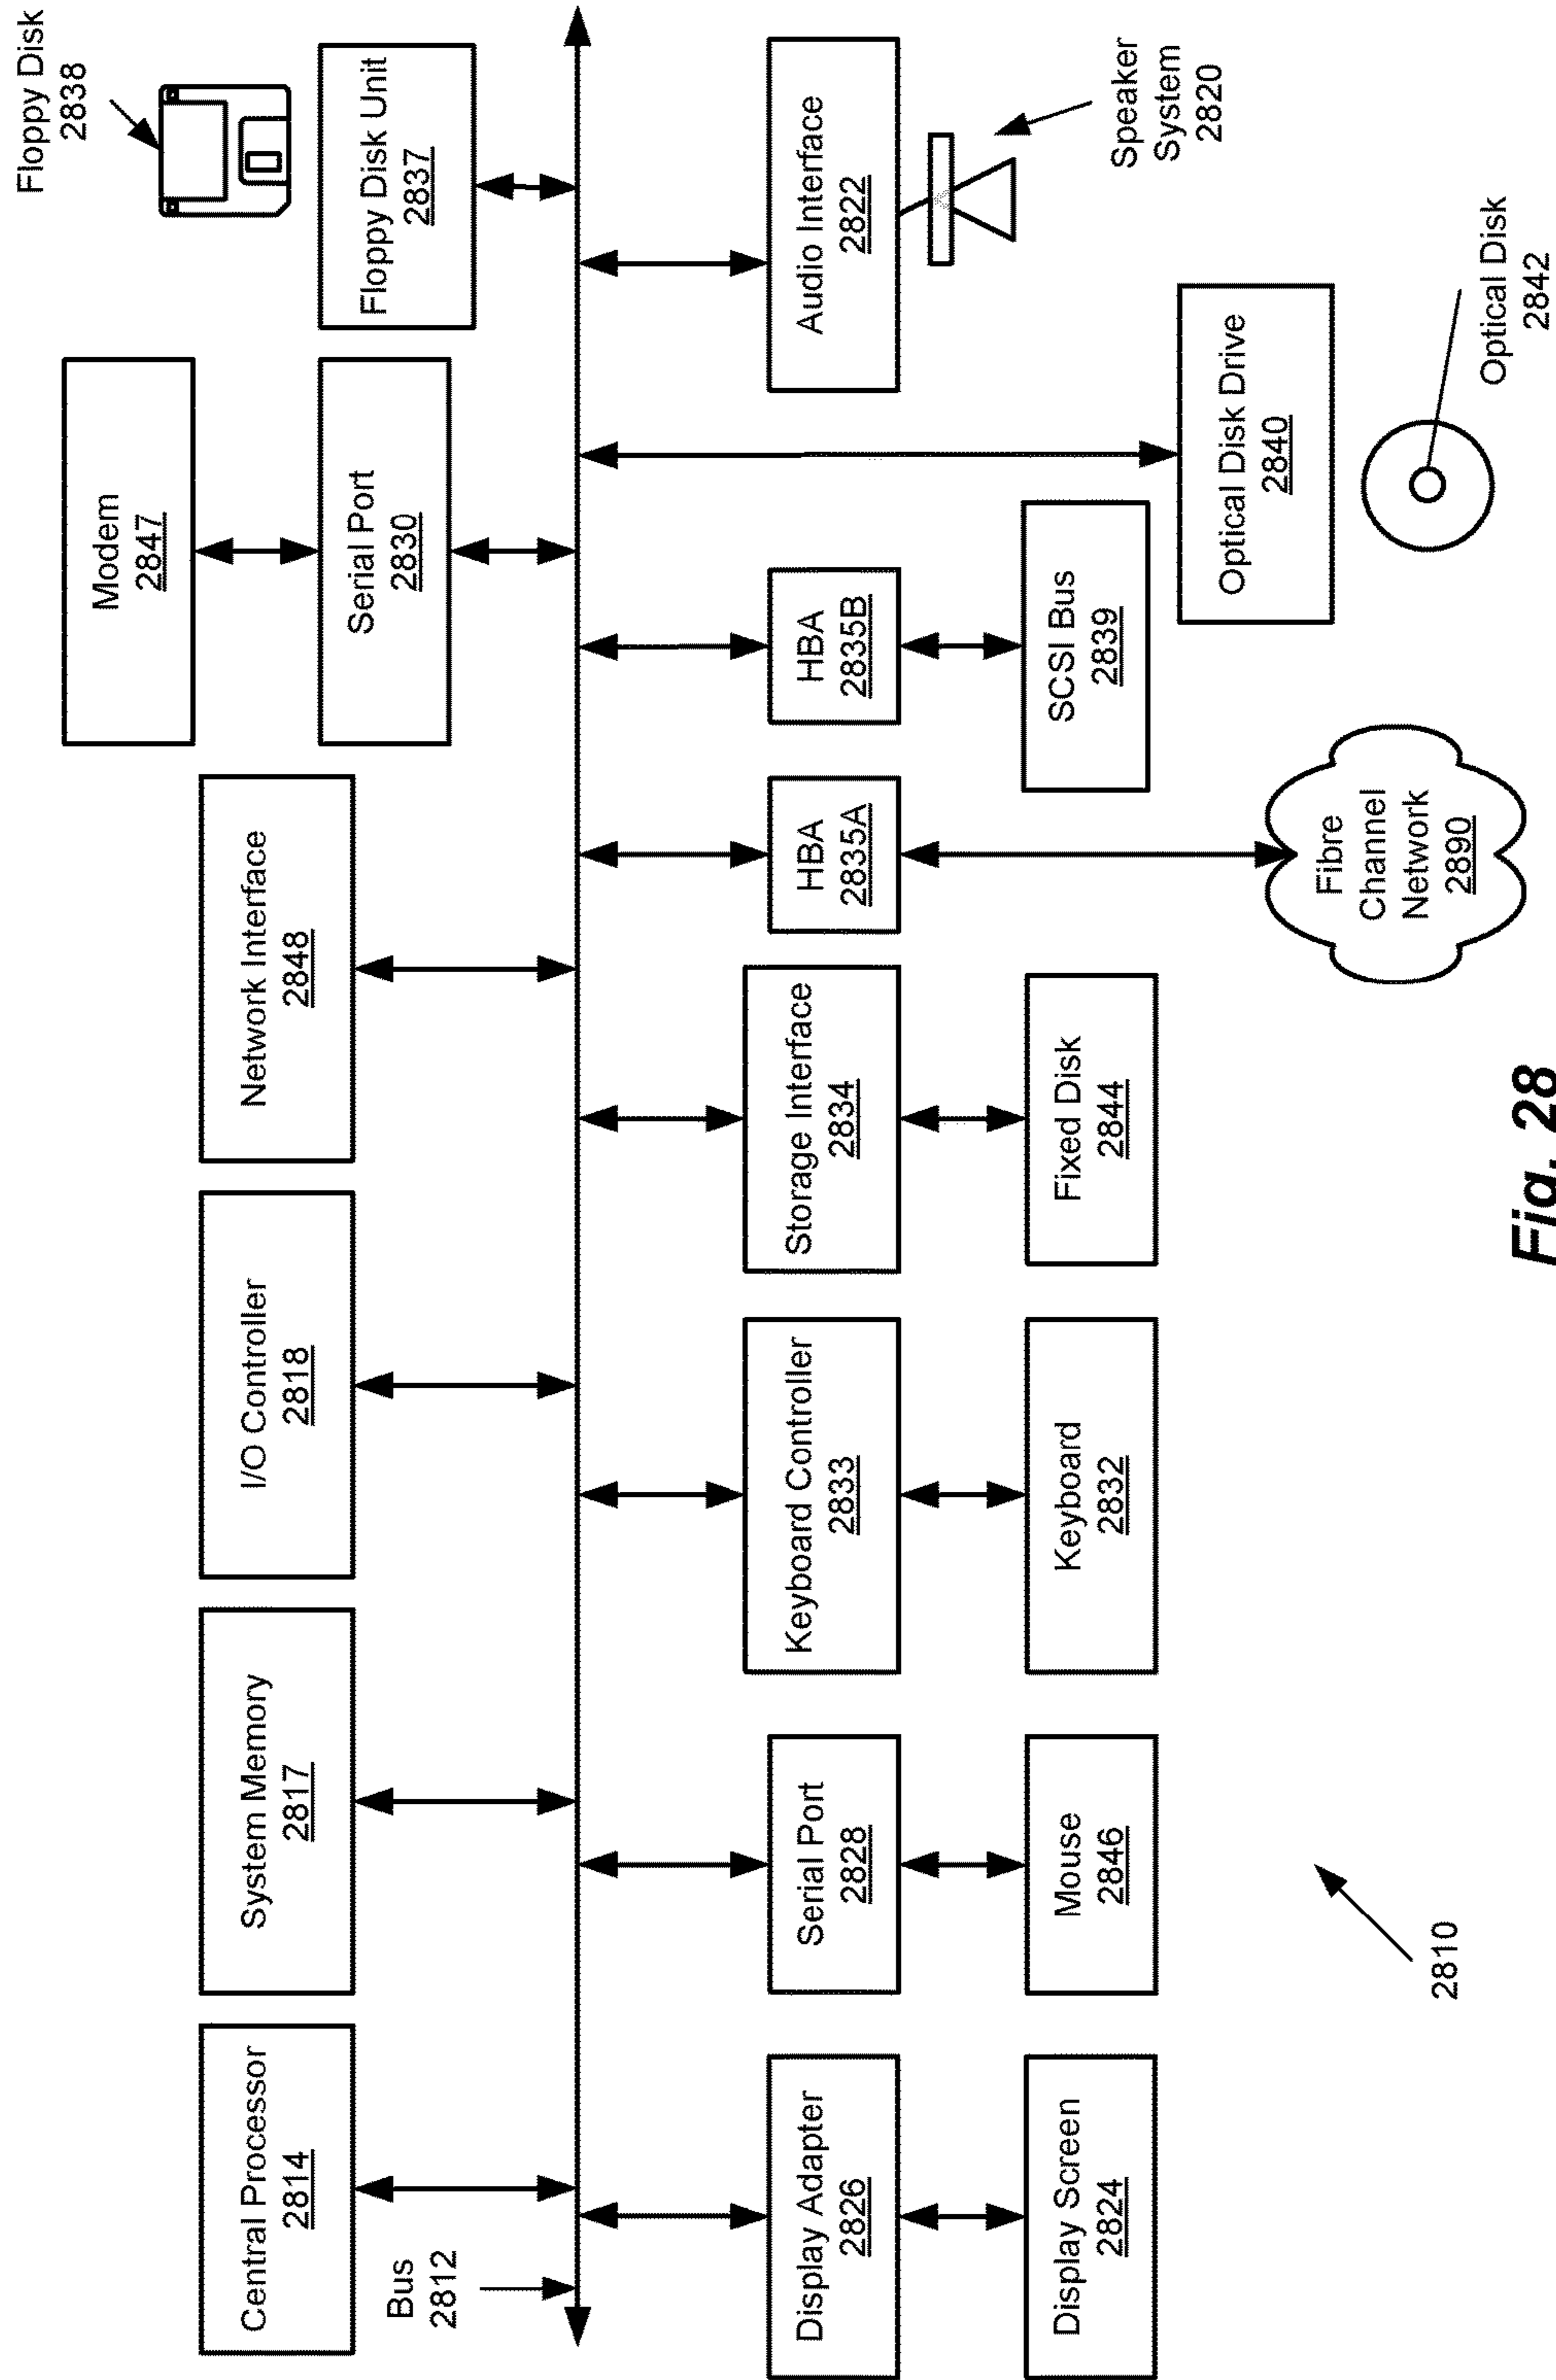 Central Processor
2814
System Memory
2817
I/O Controller
2818
Network Interface
2848
Modem
2847
Serial Port
2830
Floppy Disk
2838
Floppy Disk Unit
2837
Bus
2812
Display Adapter
2826
Display Screen
2824
Serial Port
2828
Mouse
2846
Keyboard Controller
2833
Keyboard
2832
Storage Interface
2834
Fixed Disk
2844
HBA
2835A
Fibre
Channel
Network
2890
HBA
2835B
SCSI Bus
2839
Audio Interface
2822
Speaker
System
2820
Optical Disk Drive
2840
Optical Disk
2842
2810
Fig. 28